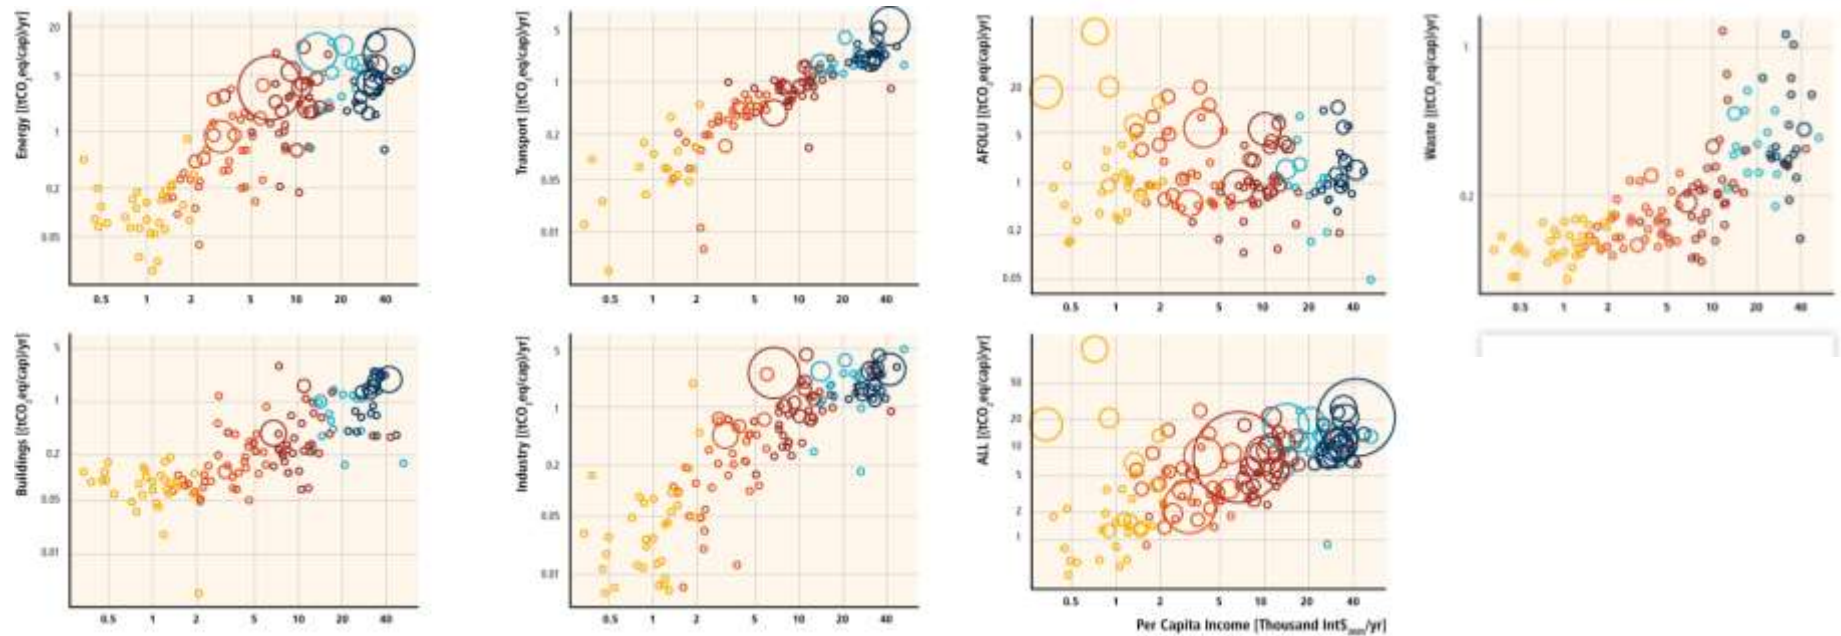 Energy [(tCO2eq/cap)/yr]
20
5
1
0.2
0.05
0.5 1 2 5 10 20 40
Transport [(tCO2eq/cap)/yr]
5
1
0.2
0.05
0.01
0.5 1 2 5 10 20 40
AFOLU [(tCO2eq/cap)/yr]
20
5
1
0.2
0.05
0.5 1 2 5 10 20 40
Waste [(tCO2eq/cap)/yr]
1
0.2
0.5 1 2 5 10 20 40
Buildings [(tCO2eq/cap)/yr]
5
1
0.2
0.05
0.01
0.5 1 2 5 10 20 40
Industry [(tCO2eq/cap)/yr]
5
1
0.2
0.05
0.01
0.5 1 2 5 10 20 40
ALL [(tCO2eq/cap)/yr]
50
20
10
5
2
1
0.5 1 2 5 10 20 40
Per Capita Income [Thousand Int$2005/yr]